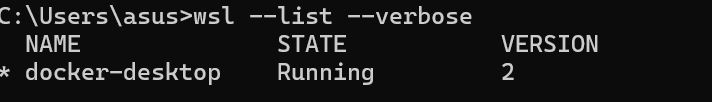 C:\Users\asus>wsl --list --verbose
  NAME              STATE           VERSION
* docker-desktop    Running         2